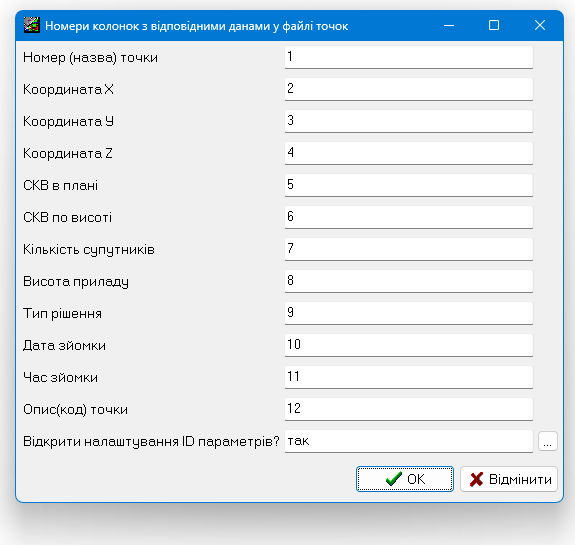 Номери колонок з відповідними данами у файлі точок
Номер (назва) точки 1
Координата X 2
Координата Y 3
Координата Z 4
СКВ в плані 5
СКВ по висоті 6
Кількість супутників 7
Висота приладу 8
Тип рішення 9
Дата зйомки 10
Час зйомки 11
Опис(код) точки 12
Відкрити налаштування ID параметрів? так ...
OK Відмінити